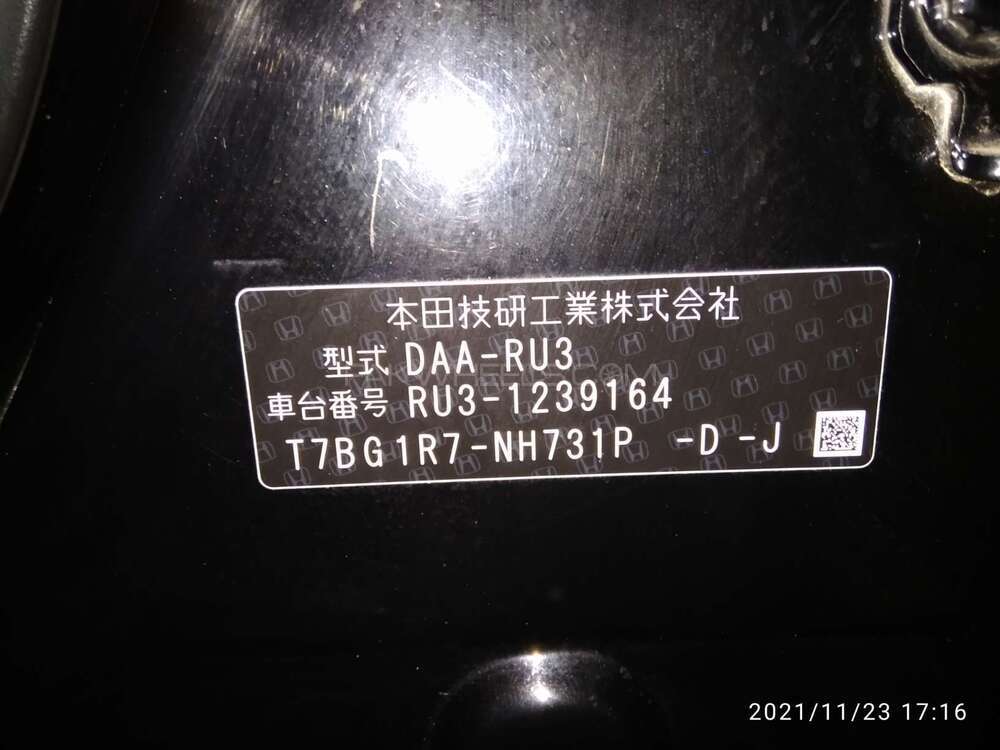 本田技研工業株式会社
型式 DAA-RU3
車台番号 RU3-1239164
T7BG1R7-NH731P -D-J
2021/11/23 17:16